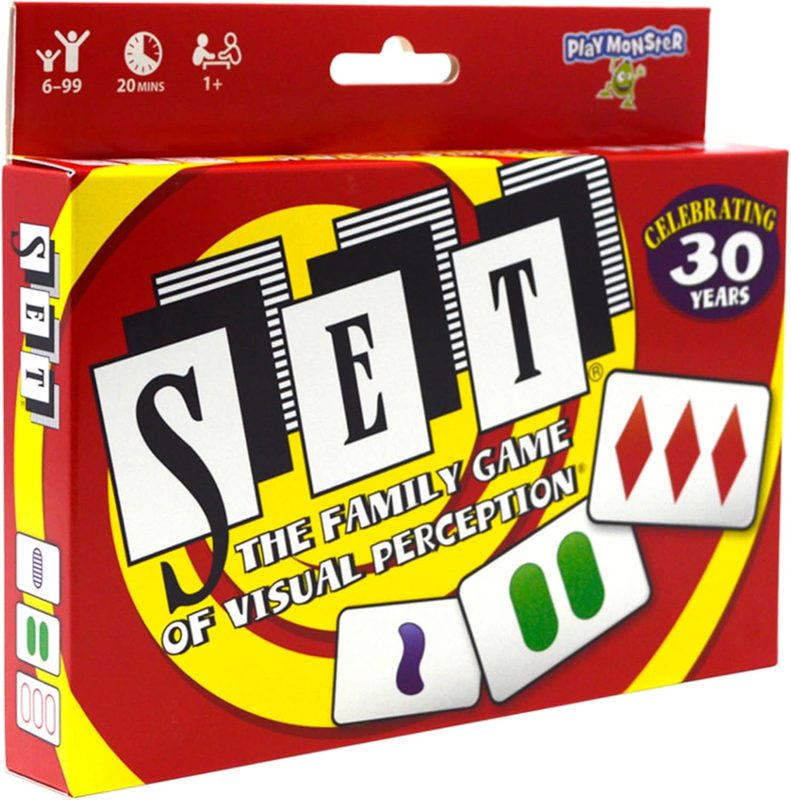 6–99
20 MINS
1+
PLAY MONSTER
SET
CELEBRATING
30
YEARS
SET®
THE FAMILY GAME
OF VISUAL PERCEPTION®